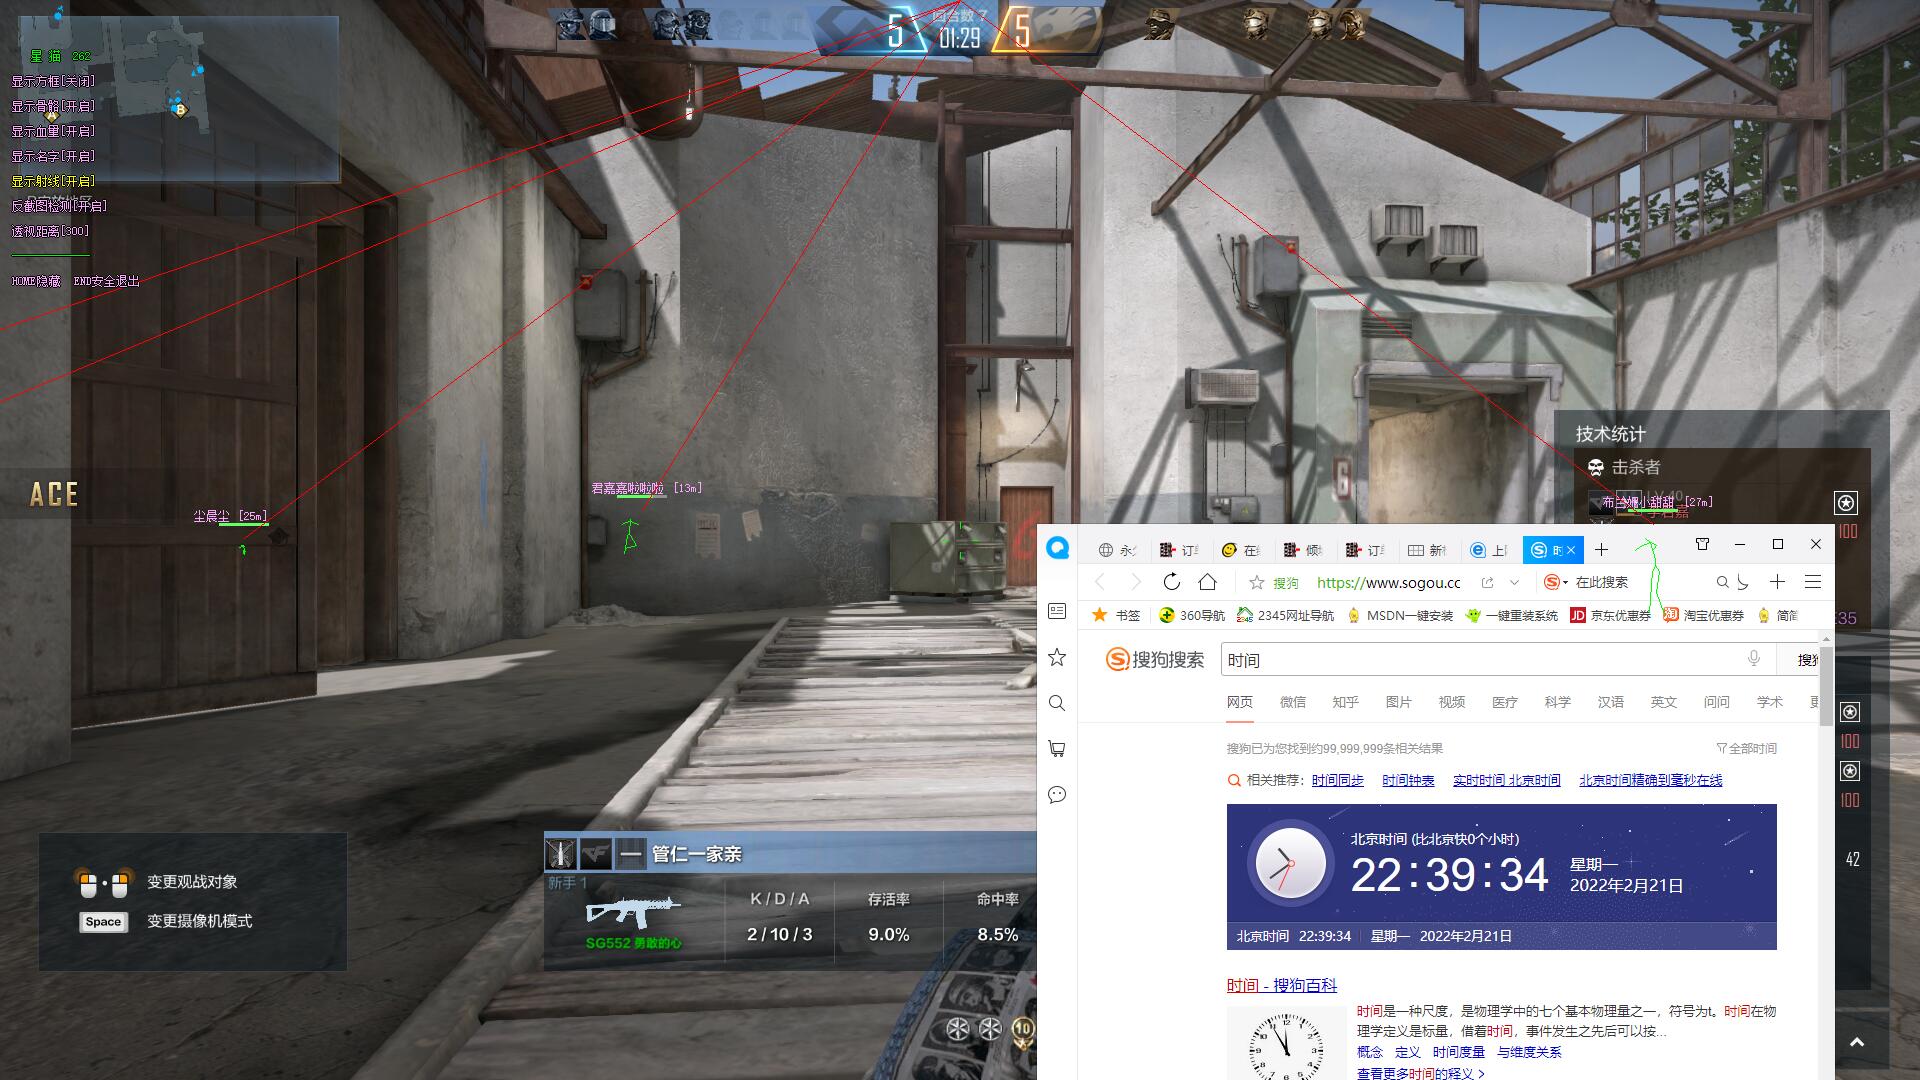 回合数 7
5
01:29
5
星 猫 262
显示方框[关闭]
显示骨骼[开启]
显示血量[开启]
显示名字[开启]
显示射线[开启]
反截图检测[开启]
透视距离[300]
HOME隐藏 END安全退出
A
B
ACE
尘晨尘 [25m]
君嘉嘉啦啦啦 [13m]
技术统计
击杀者
布兰娜小甜甜 [27m]
100
100
100
42
变更观战对象
Space 变更摄像机模式
管仁一家亲
新手 1
SG552 勇敢的心
K / D / A 存活率 命中率
2 / 10 / 3 9.0% 8.5%
10
搜狗 https://www.sogou.cc 在此搜索
书签 360导航 2345网址导航 MSDN一键安装 一键重装系统 京东优惠券 淘宝优惠券
搜狗搜索 时间
网页 微信 知乎 图片 视频 医疗 科学 汉语 英文 问问 学术
搜狗已为您找到约99,999,999条相关结果 全部时间
相关推荐: 时间同步 时间钟表 实时时间 北京时间 北京时间精确到毫秒在线
北京时间 (比北京快0个小时)
22:39:34
星期一
2022年2月21日
北京时间 22:39:34 星期一 2022年2月21日
时间 - 搜狗百科
时间是一种尺度，是物理学中的七个基本物理量之一，符号为t。时间在物
理学定义是标量，借着时间，事件发生之先后可以按...
概念 定义 时间度量 与维度关系
查看更多时间的释义 >